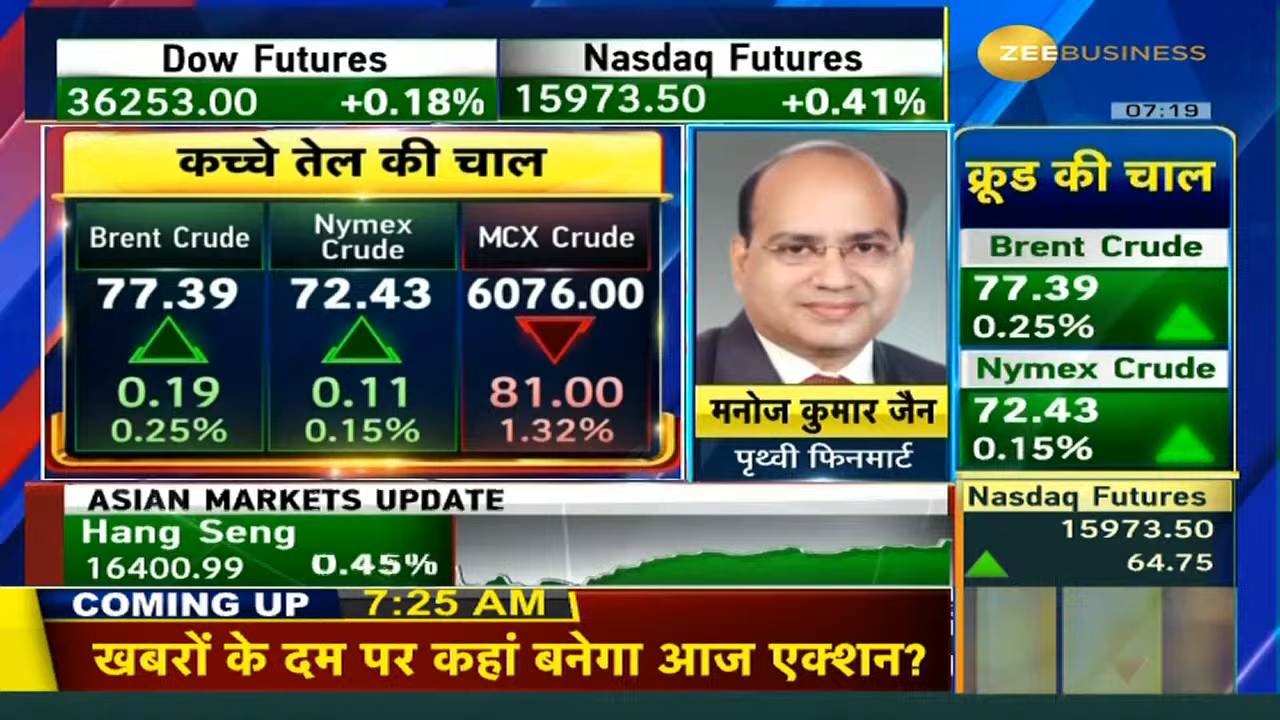 Dow Futures
36253.00 +0.18%
Nasdaq Futures
15973.50 +0.41%
ZEEBUSINESS
07:19
कच्चे तेल की चाल
Brent Crude
77.39
0.19
0.25%
Nymex
Crude
72.43
0.11
0.15%
MCX Crude
6076.00
81.00
1.32%
मनोज कुमार जैन
पृथ्वी फिनमार्ट
क्रूड की चाल
Brent Crude
77.39
0.25%
Nymex Crude
72.43
0.15%
Nasdaq Futures
15973.50
64.75
ASIAN MARKETS UPDATE
Hang Seng
16400.99 0.45%
COMING UP 7:25 AM
खबरों के दम पर कहां बनेगा आज एक्शन?